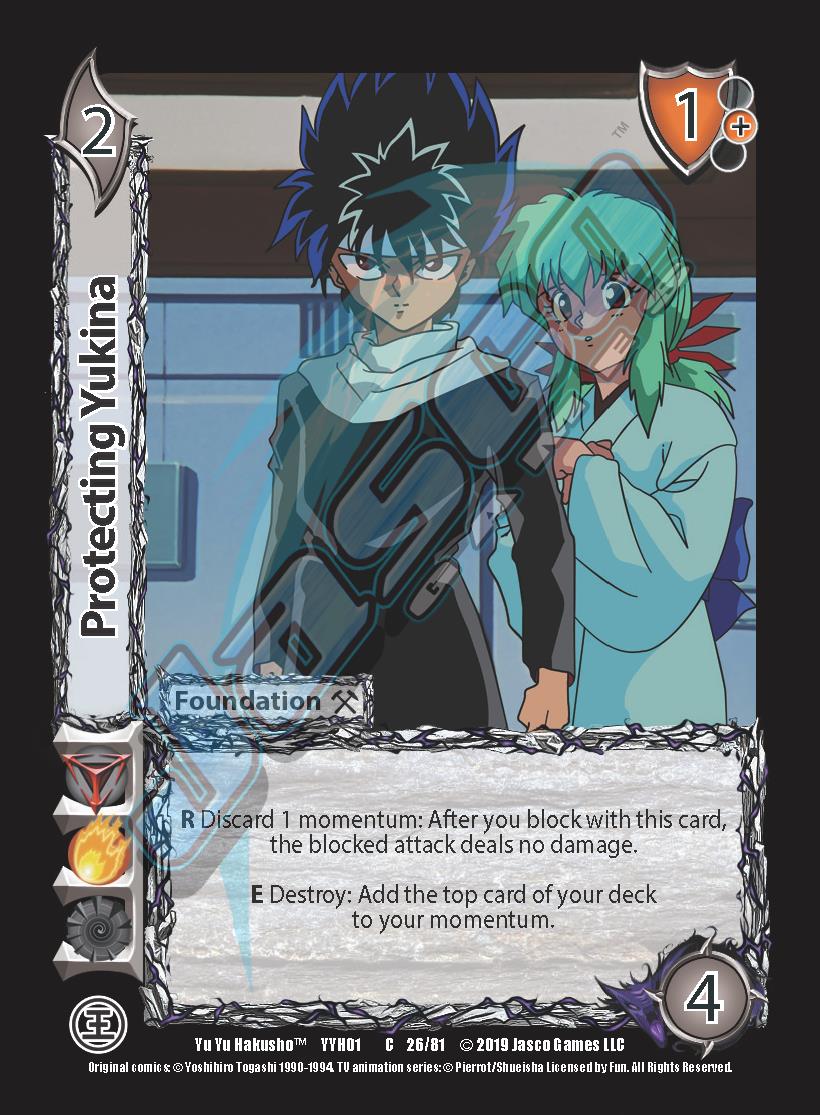 2
1
+
Protecting Yukina
TM
JASCO
GAMES
Foundation
R Discard 1 momentum: After you block with this card,
the blocked attack deals no damage.
E Destroy: Add the top card of your deck
to your momentum.
4
王
Yu Yu Hakusho™ YYH01 C 26/81 © 2019 Jasco Games LLC
Original comics: © Yoshihiro Togashi 1990-1994. TV animation series: © Pierrot/Shueisha Licensed by Fun. All Rights Reserved.